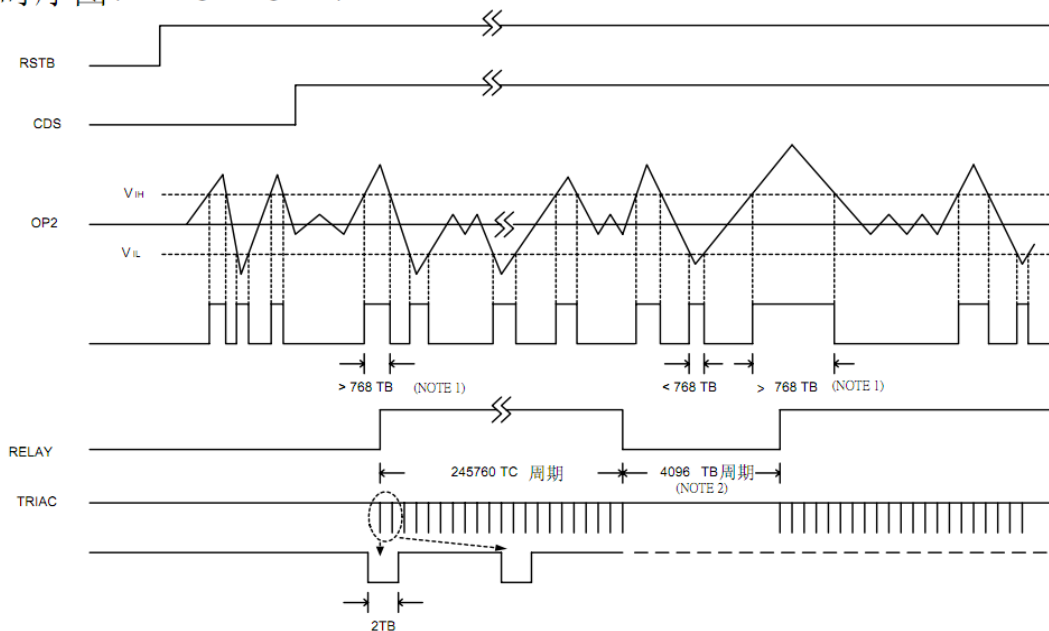 RSTB
CDS
VIH
OP2
VIL
> 768 TB (NOTE 1) < 768 TB > 768 TB (NOTE 1)
RELAY
245760 TC 周期 4096 TB周期
(NOTE 2)
TRIAC
2TB